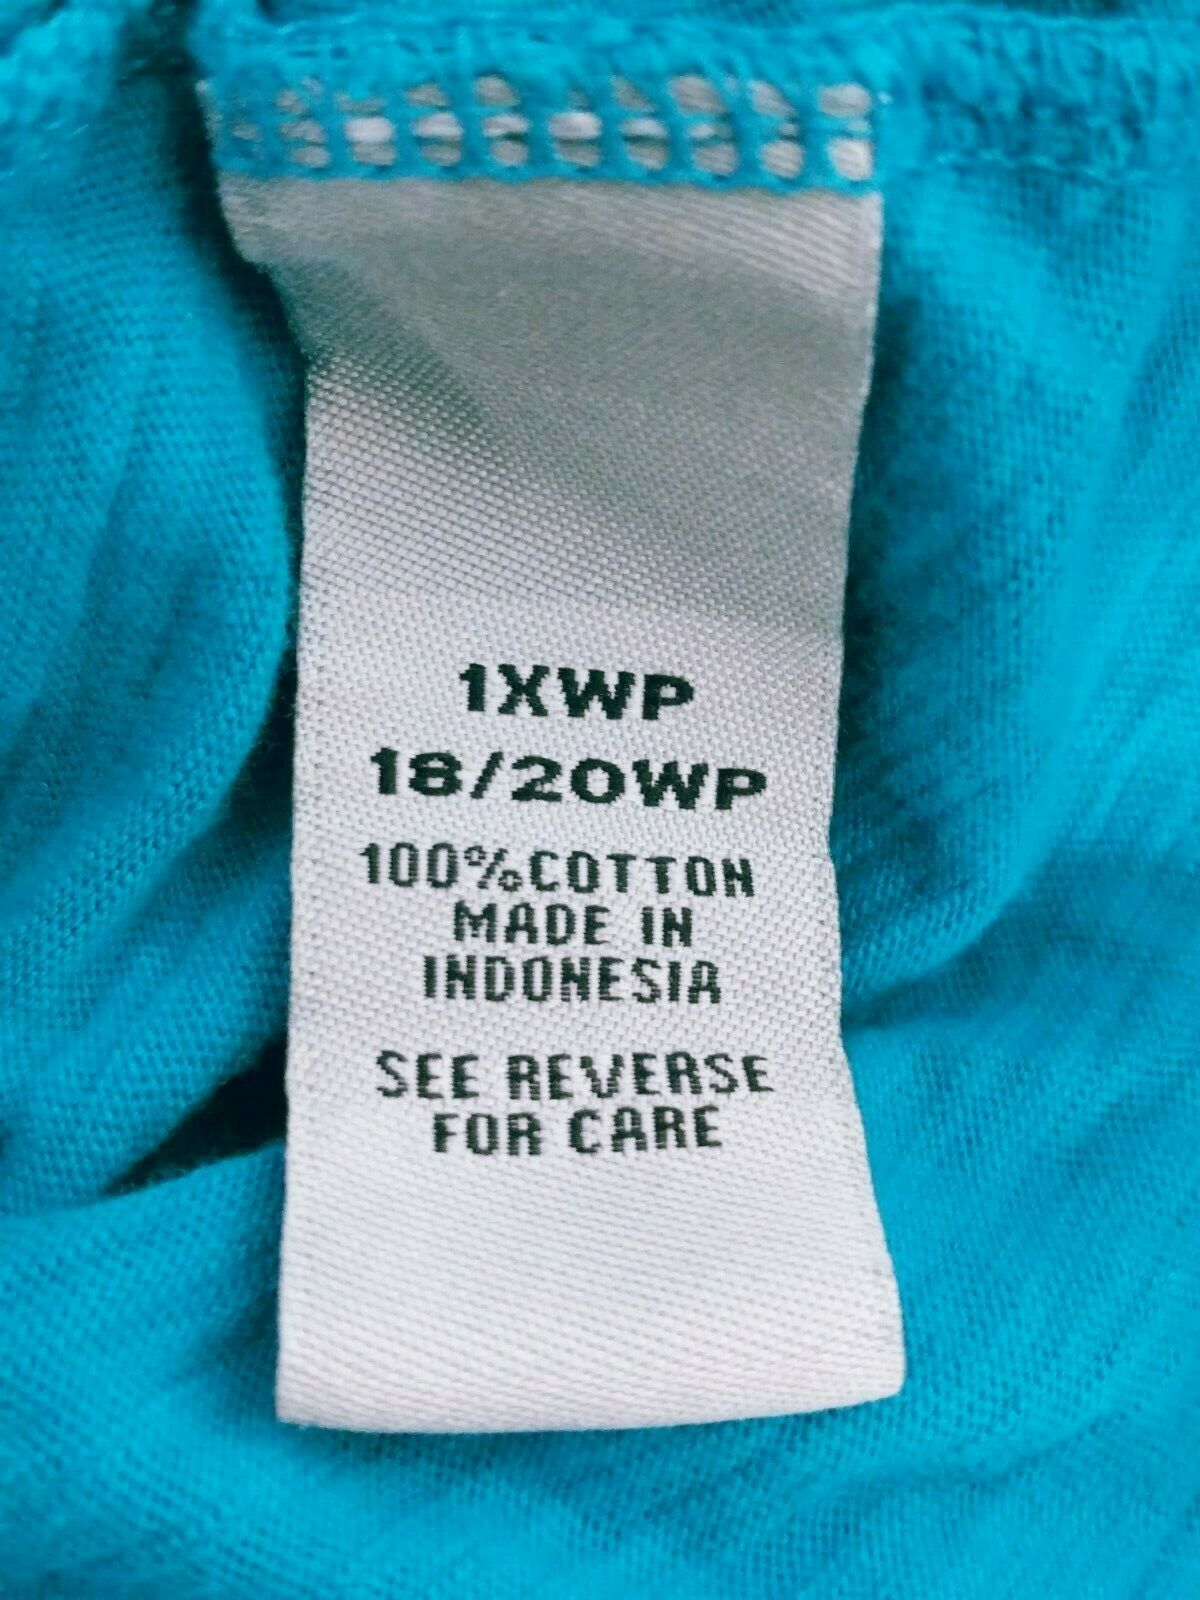 1XWP
18/20WP
100%COTTON
MADE IN
INDONESIA
SEE REVERSE
FOR CARE